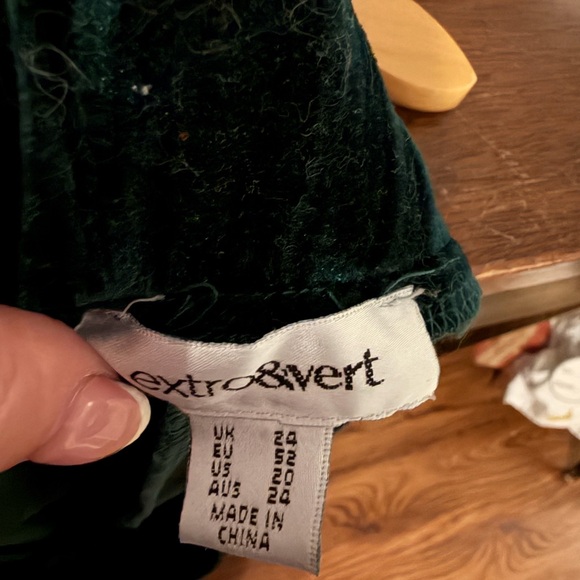 extro&vert
UK 24
EU 52
US 20
AUS 24
MADE IN
CHINA